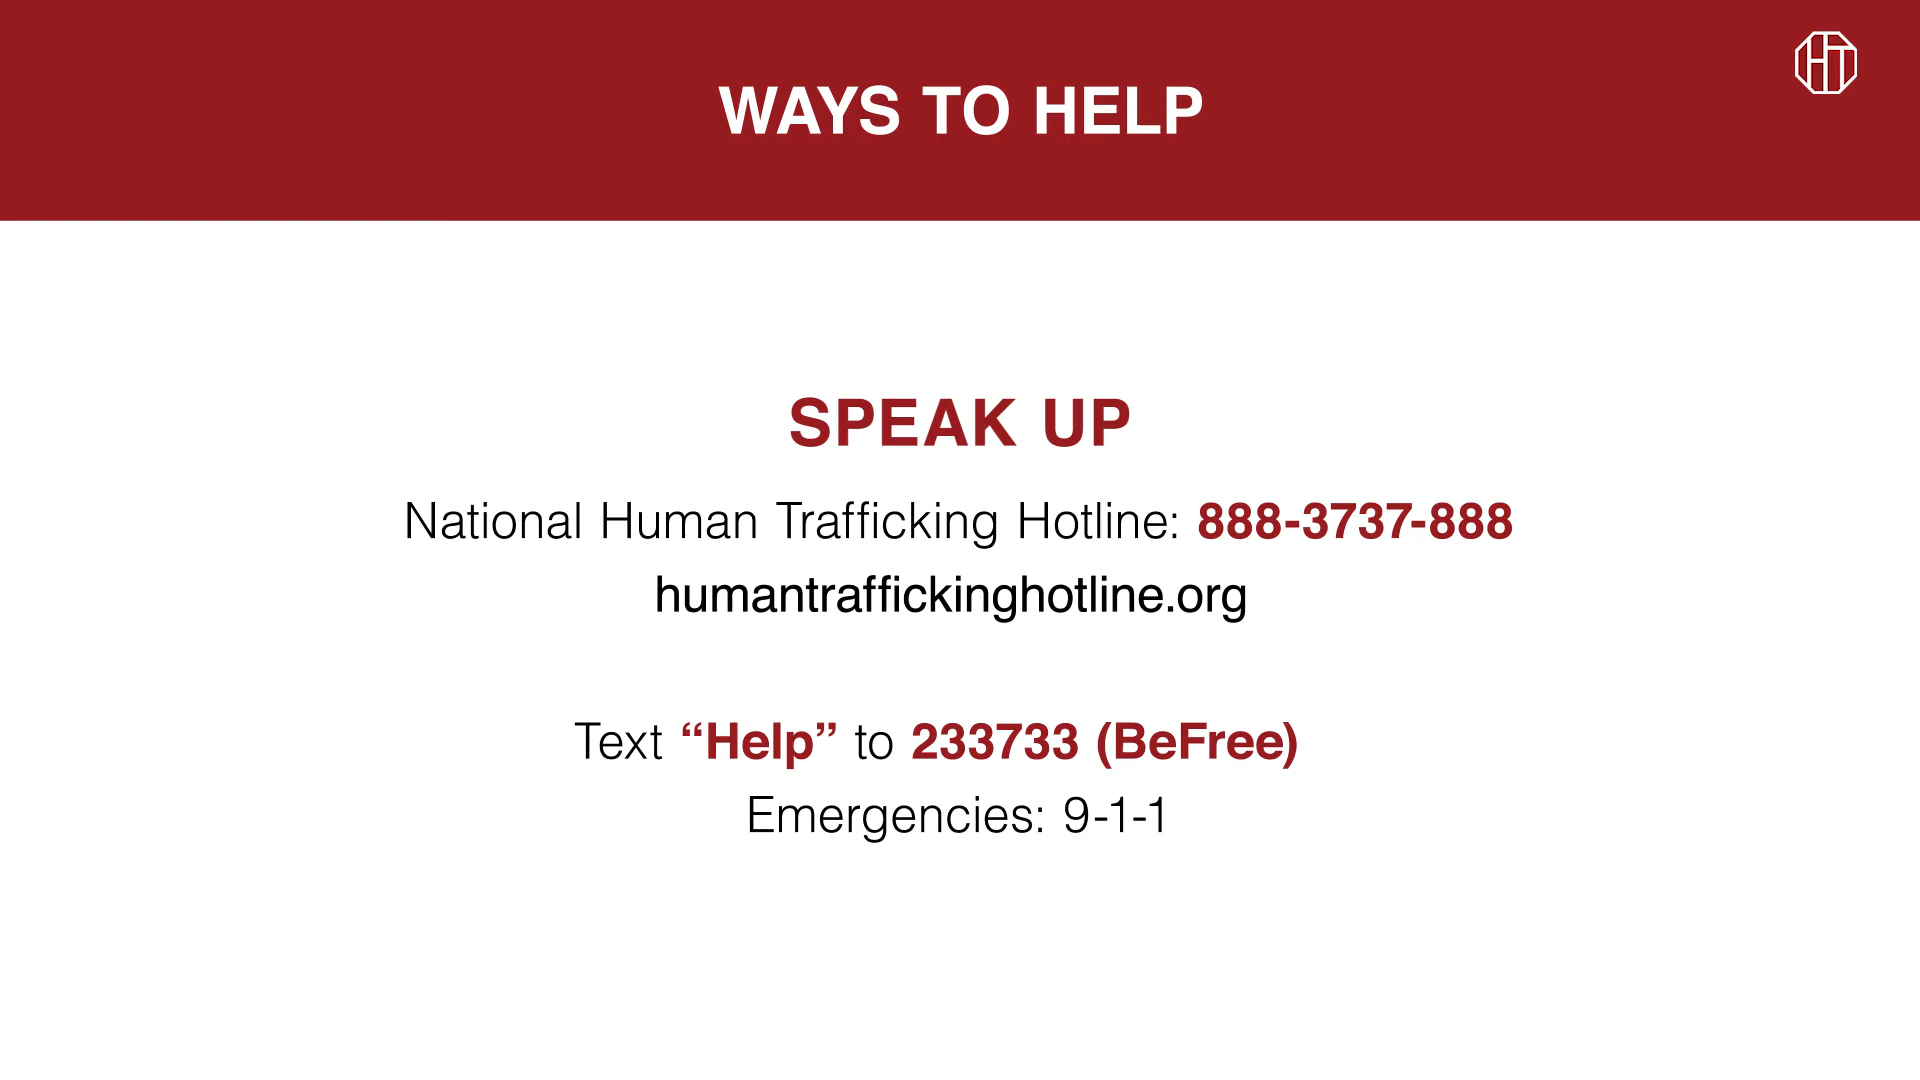 HT
WAYS TO HELP
SPEAK UP
National Human Trafficking Hotline: 888-3737-888
humantraffickinghotline.org
Text “Help” to 233733 (BeFree)
Emergencies: 9-1-1